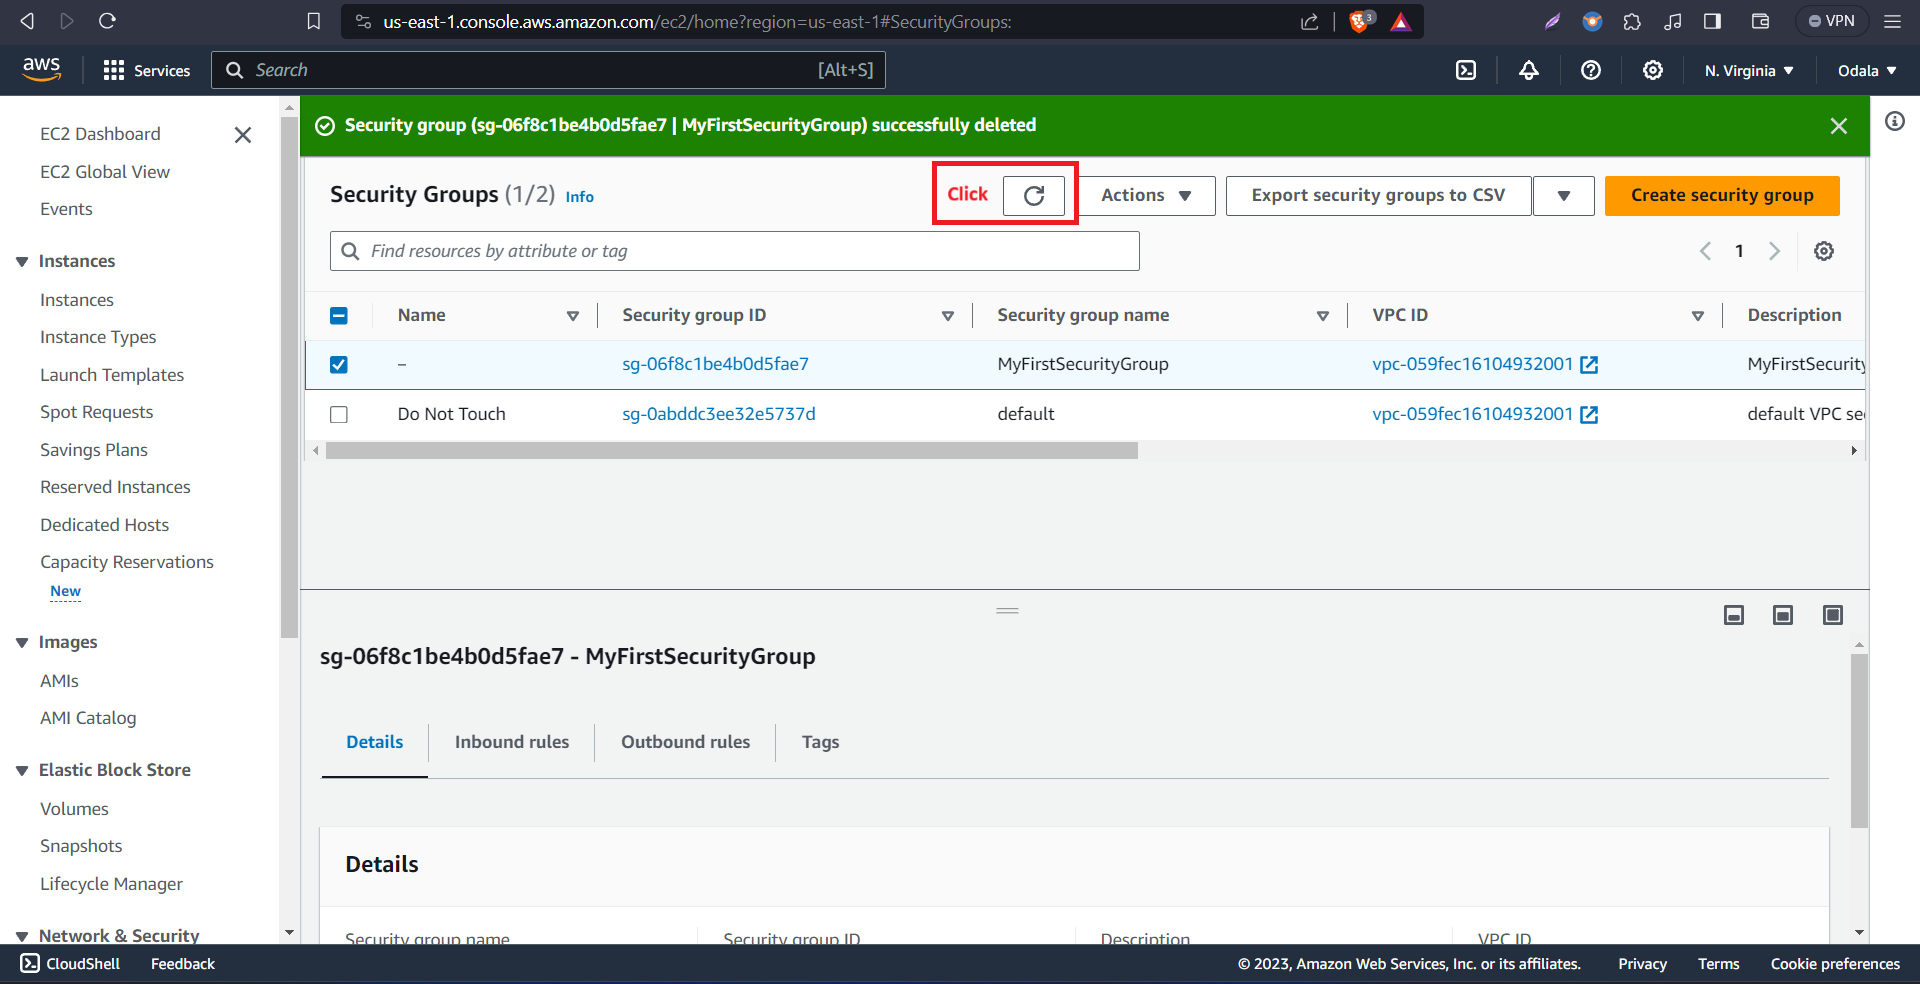 us-east-1.console.aws.amazon.com/ec2/home?region=us-east-1#SecurityGroups:
3
VPN
aws
Services
Search
[Alt+S]
N. Virginia
Odala
EC2 Dashboard
EC2 Global View
Events
Instances
Instances
Instance Types
Launch Templates
Spot Requests
Savings Plans
Reserved Instances
Dedicated Hosts
Capacity Reservations
New
Images
AMIs
AMI Catalog
Elastic Block Store
Volumes
Snapshots
Lifecycle Manager
Network & Security
Security group (sg-06f8c1be4b0d5fae7 | MyFirstSecurityGroup) successfully deleted
Security Groups (1/2) Info
Click
Actions
Export security groups to CSV
Create security group
Find resources by attribute or tag
1
Name Security group ID Security group name VPC ID Description
– sg-06f8c1be4b0d5fae7 MyFirstSecurityGroup vpc-059fec16104932001 MyFirstSecurity
Do Not Touch sg-0abddc3ee32e5737d default vpc-059fec16104932001 default VPC se
sg-06f8c1be4b0d5fae7 - MyFirstSecurityGroup
Details Inbound rules Outbound rules Tags
Details
Security group name Security group ID Description VPC ID
CloudShell Feedback
© 2023, Amazon Web Services, Inc. or its affiliates. Privacy Terms Cookie preferences